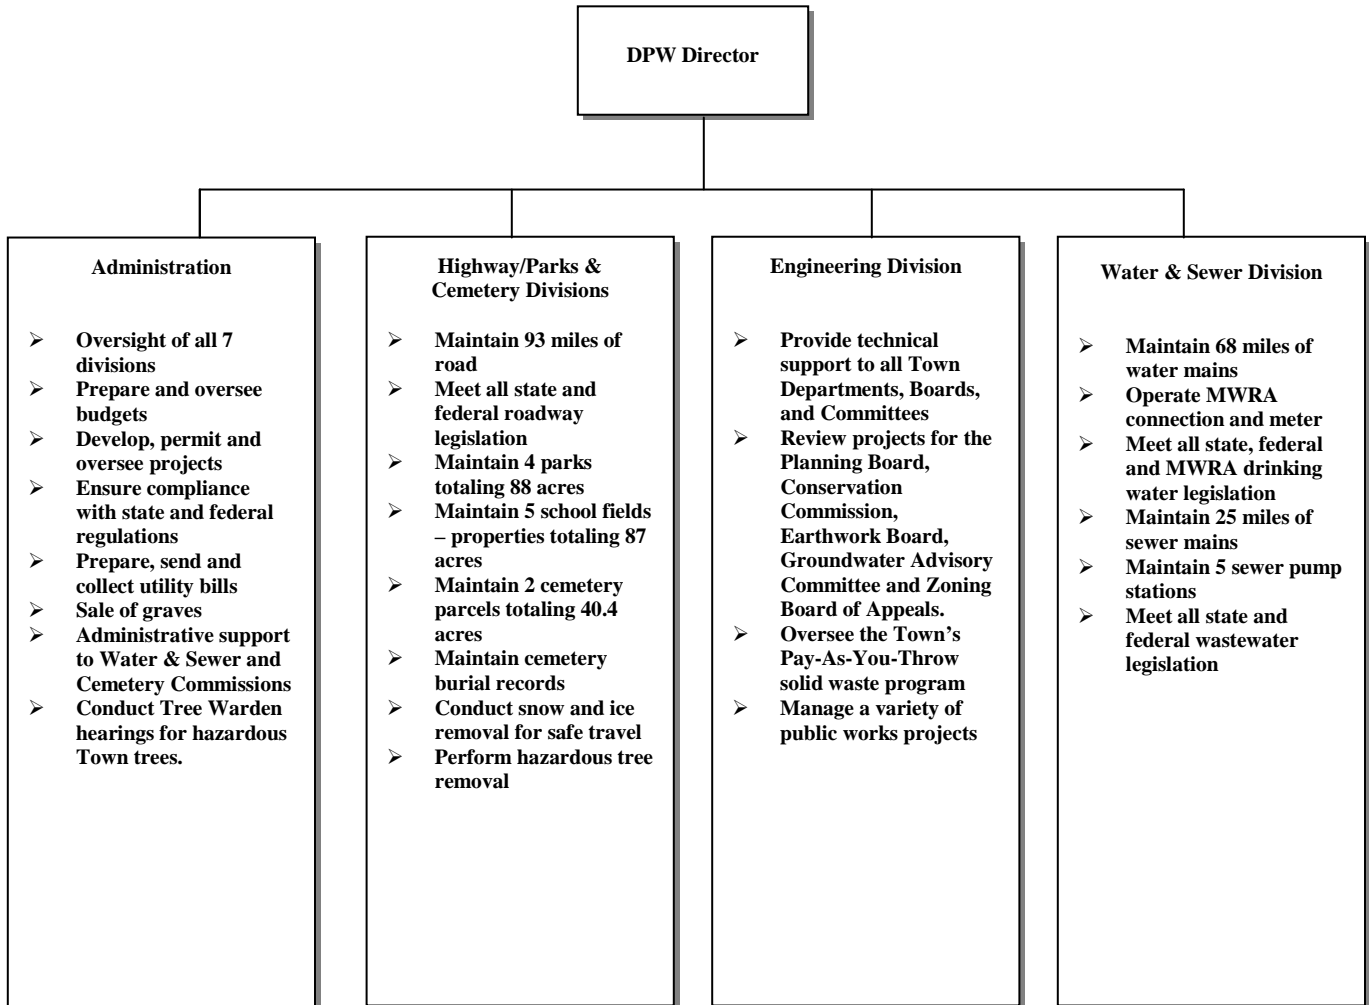 DPW Director
Administration
➢ Oversight of all 7
divisions
➢ Prepare and oversee
budgets
➢ Develop, permit and
oversee projects
➢ Ensure compliance
with state and federal
regulations
➢ Prepare, send and
collect utility bills
➢ Sale of graves
➢ Administrative support
to Water & Sewer and
Cemetery Commissions
➢ Conduct Tree Warden
hearings for hazardous
Town trees.
Highway/Parks &
Cemetery Divisions
➢ Maintain 93 miles of
road
➢ Meet all state and
federal roadway
legislation
➢ Maintain 4 parks
totaling 88 acres
➢ Maintain 5 school fields
– properties totaling 87
acres
➢ Maintain 2 cemetery
parcels totaling 40.4
acres
➢ Maintain cemetery
burial records
➢ Conduct snow and ice
removal for safe travel
➢ Perform hazardous tree
removal
Engineering Division
➢ Provide technical
support to all Town
Departments, Boards,
and Committees
➢ Review projects for the
Planning Board,
Conservation
Commission,
Earthwork Board,
Groundwater Advisory
Committee and Zoning
Board of Appeals.
➢ Oversee the Town’s
Pay-As-You-Throw
solid waste program
➢ Manage a variety of
public works projects
Water & Sewer Division
➢ Maintain 68 miles of
water mains
➢ Operate MWRA
connection and meter
➢ Meet all state, federal
and MWRA drinking
water legislation
➢ Maintain 25 miles of
sewer mains
➢ Maintain 5 sewer pump
stations
➢ Meet all state and
federal wastewater
legislation